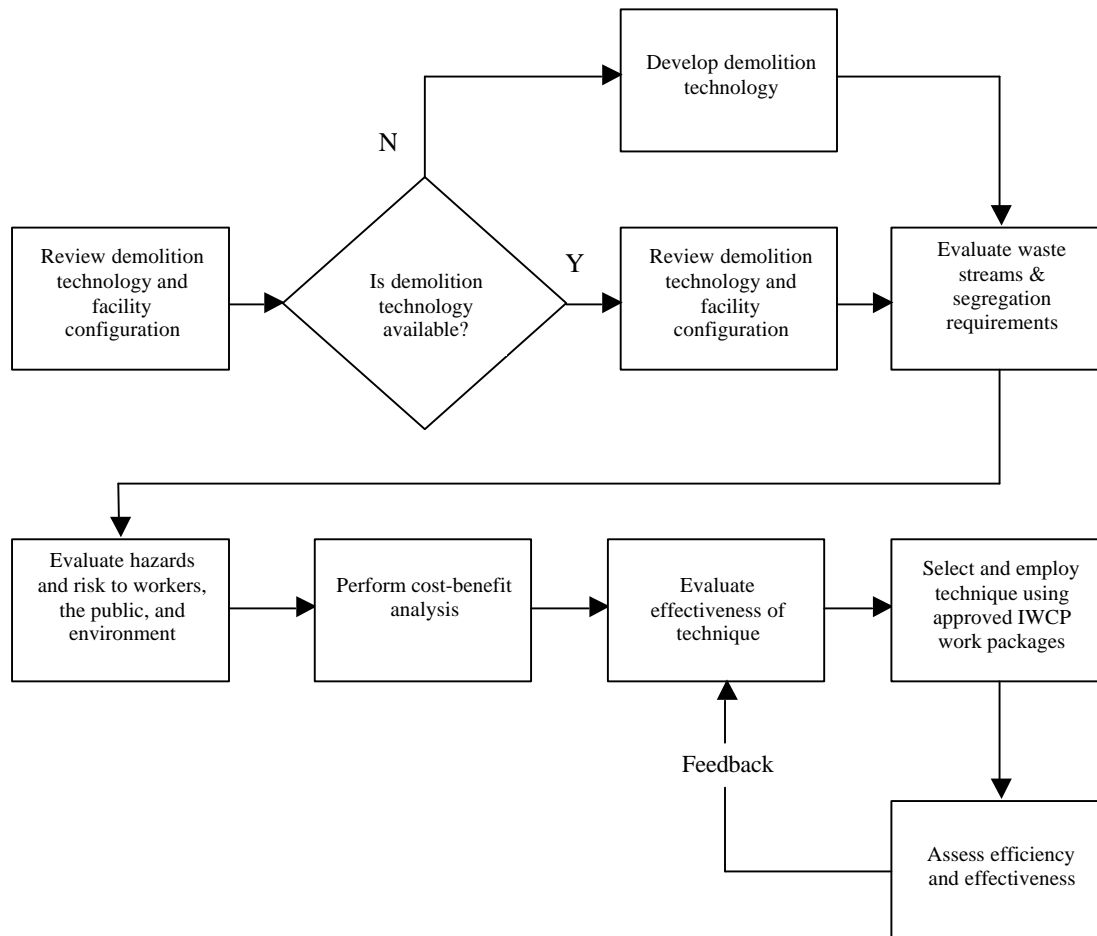 Develop demolition
technology
N
Review demolition
technology and
facility
configuration
Is demolition
technology
available?
Y
Review demolition
technology and
facility
configuration
Evaluate waste
streams &
segregation
requirements
Evaluate hazards
and risk to workers,
the public, and
environment
Perform cost-benefit
analysis
Evaluate
effectiveness of
technique
Select and employ
technique using
approved IWCP
work packages
Feedback
Assess efficiency
and effectiveness